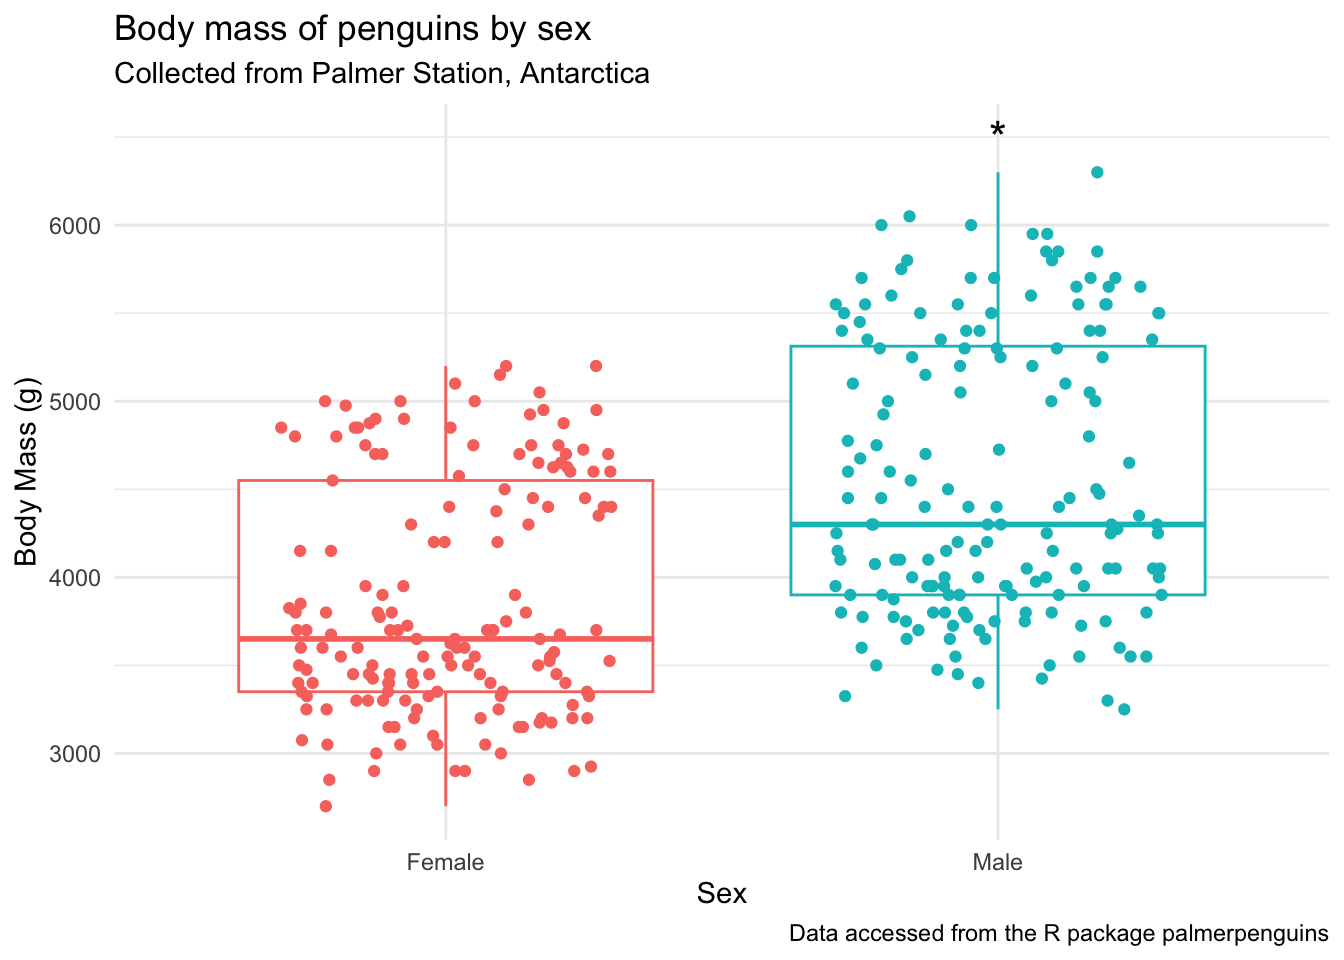 Body mass of penguins by sex
Collected from Palmer Station, Antarctica
*
6000
5000
4000
3000
Body Mass (g)
Female
Male
Sex
Data accessed from the R package palmerpenguins